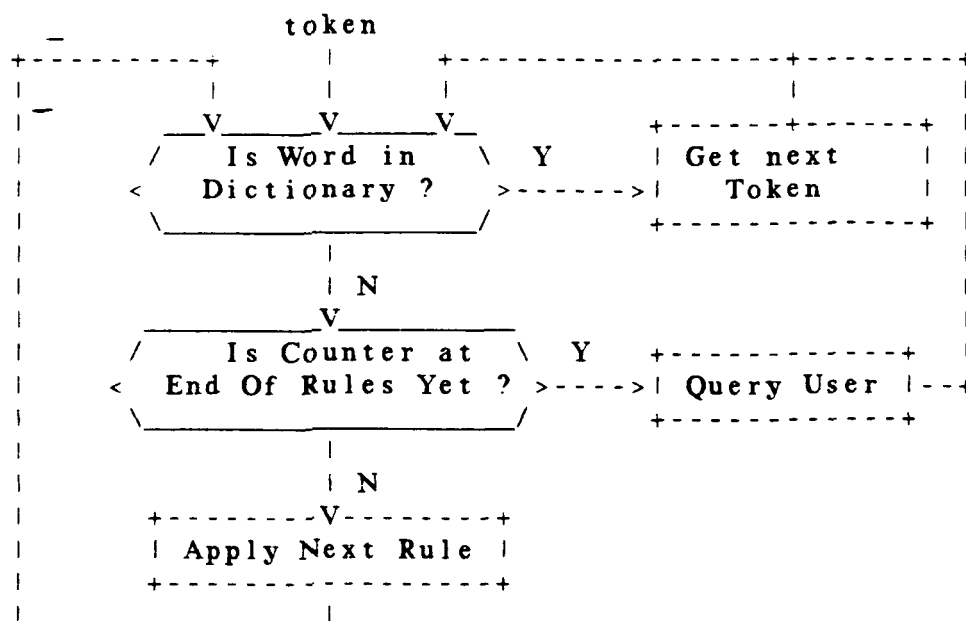 token
V V V
Is Word in Y Get next
Dictionary ? Token
N
V
Is Counter at Y
End Of Rules Yet ? Query User
N
V
Apply Next Rule